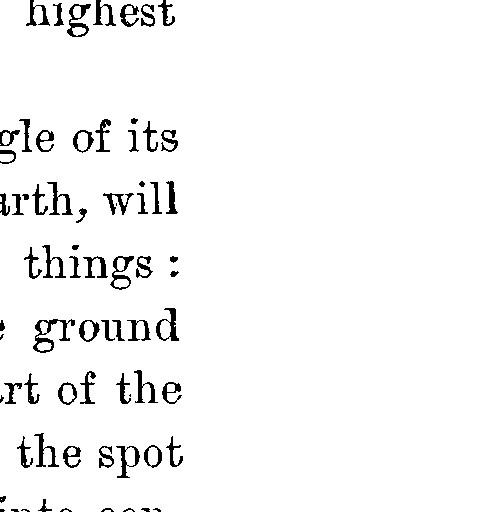 highest
gle of its
arth, will
things :
ground
rt of the
the spot